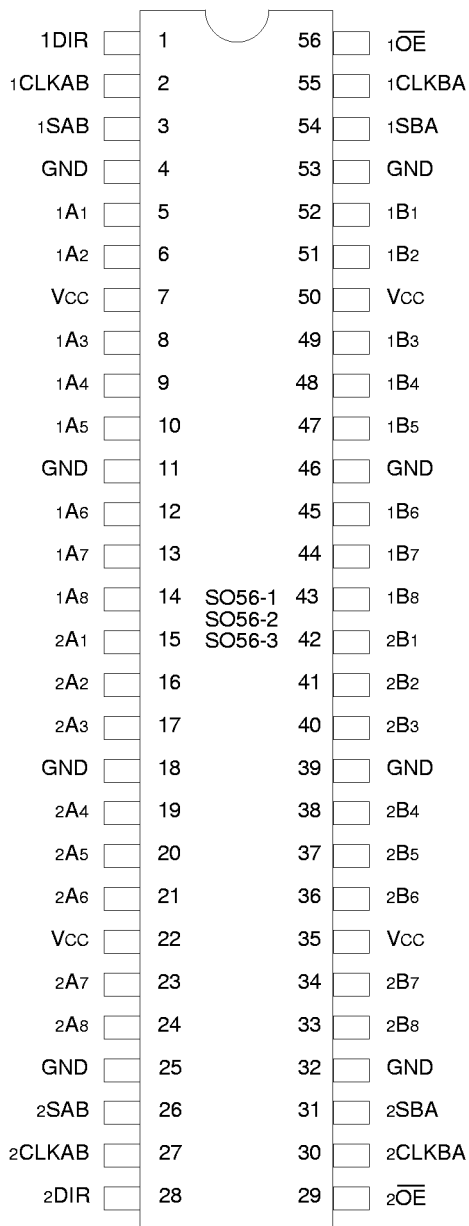 1DIR 1 56 1OE
1CLKAB 2 55 1CLKBA
1SAB 3 54 1SBA
GND 4 53 GND
1A1 5 52 1B1
1A2 6 51 1B2
VCC 7 50 VCC
1A3 8 49 1B3
1A4 9 48 1B4
1A5 10 47 1B5
GND 11 46 GND
1A6 12 45 1B6
1A7 13 44 1B7
1A8 14 SO56-1 43 1B8
SO56-2
2A1 15 SO56-3 42 2B1
2A2 16 41 2B2
2A3 17 40 2B3
GND 18 39 GND
2A4 19 38 2B4
2A5 20 37 2B5
2A6 21 36 2B6
VCC 22 35 VCC
2A7 23 34 2B7
2A8 24 33 2B8
GND 25 32 GND
2SAB 26 31 2SBA
2CLKAB 27 30 2CLKBA
2DIR 28 29 2OE